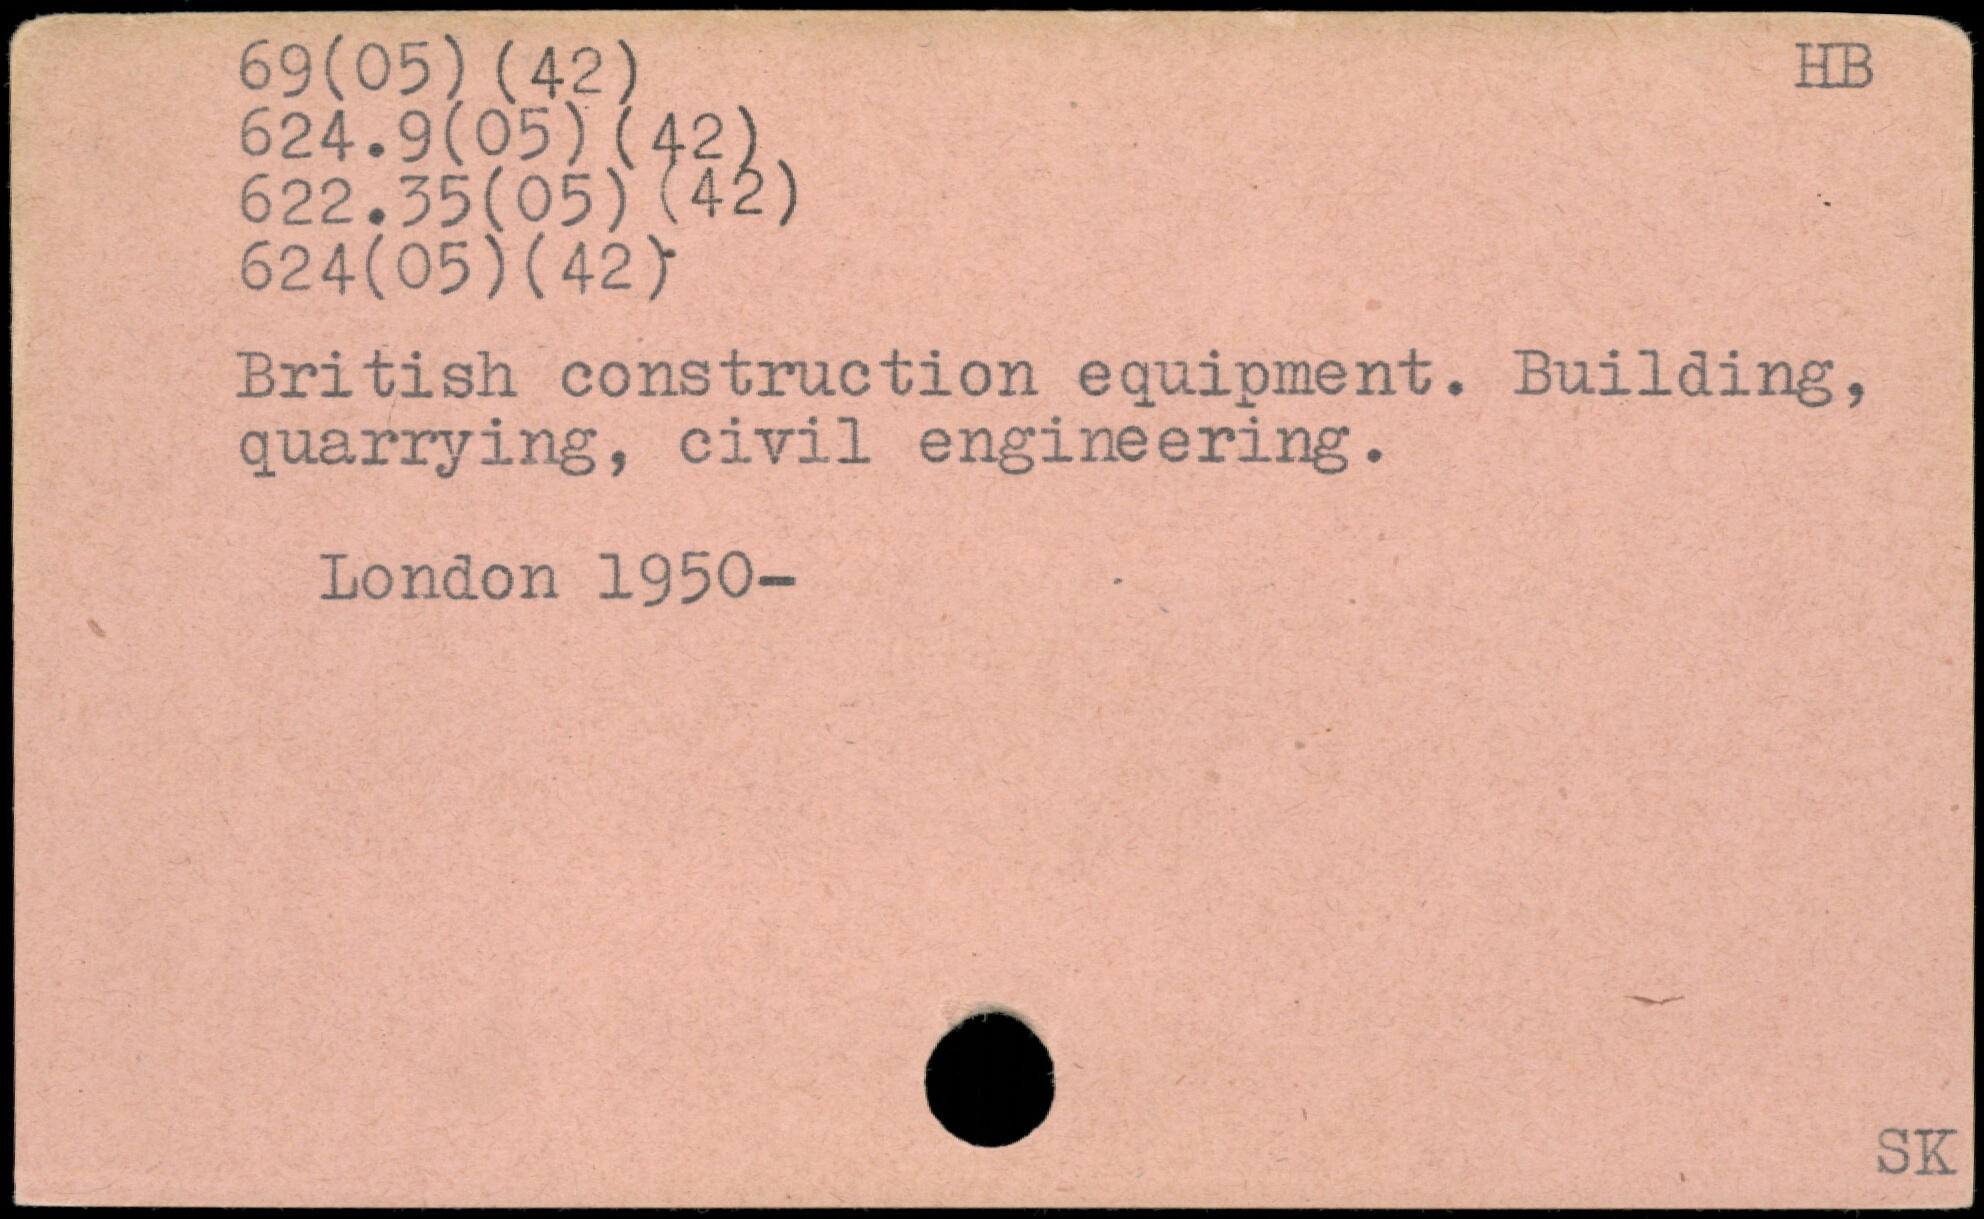 69(05)(42) HB
624.9(05)(42)
622.35(05)(42)
624(05)(42)
British construction equipment. Building,
quarrying, civil engineering.
London 1950-
SK